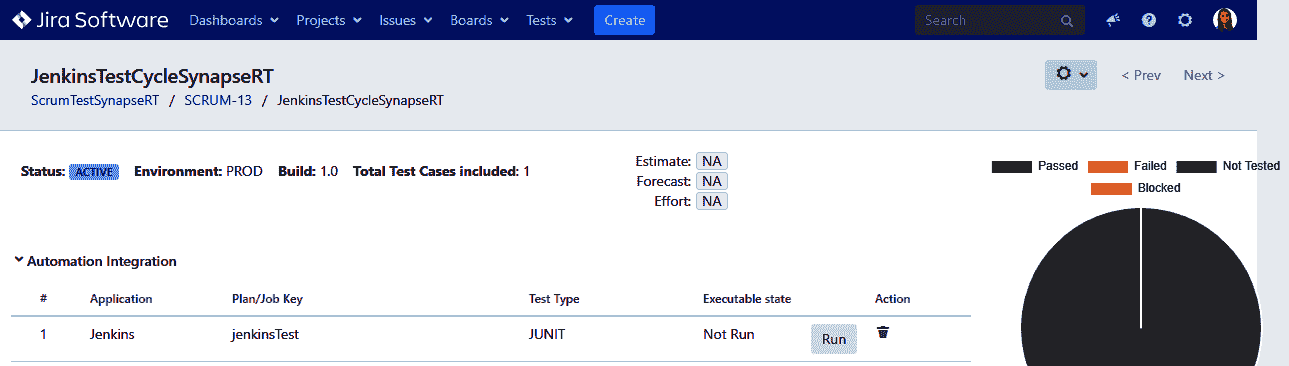 Jira Software Dashboards Projects Issues Boards Tests Create Search
JenkinsTestCycleSynapseRT
< Prev Next >
ScrumTestSynapseRT / SCRUM-13 / JenkinsTestCycleSynapseRT
Status: ACTIVE Environment: PROD Build: 1.0 Total Test Cases included: 1
Estimate: NA
Forecast: NA
Effort: NA
Passed Failed Not Tested
Blocked
Automation Integration
# Application Plan/Job Key Test Type Executable state Action
1 Jenkins jenkinsTest JUNIT Not Run Run